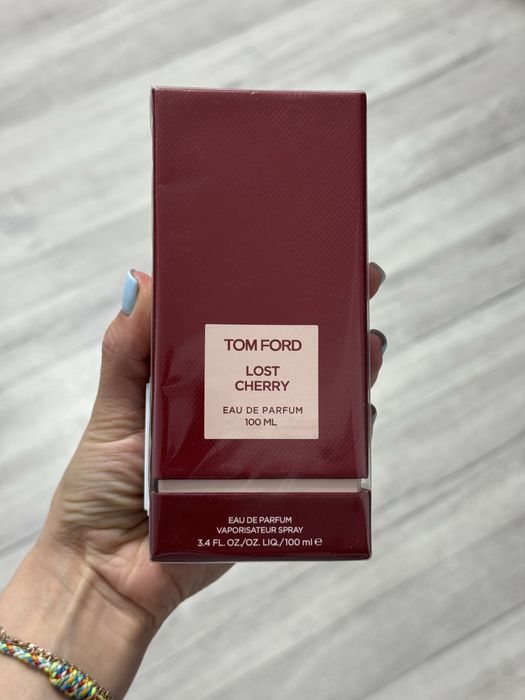 TOM FORD
LOST
CHERRY
EAU DE PARFUM
100 ML
EAU DE PARFUM
VAPORISATEUR SPRAY
3.4 FL. OZ./OZ. LIQ./100 ml ℮